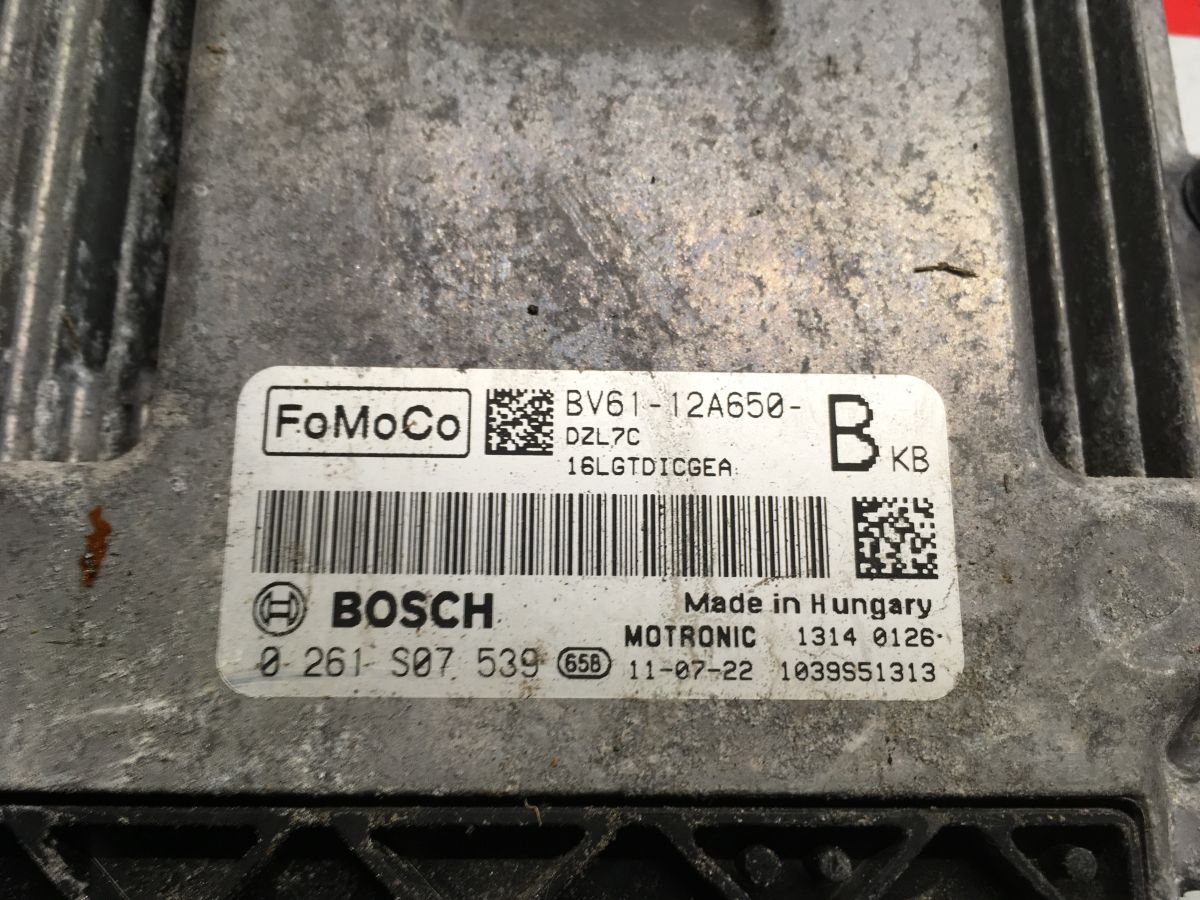 FoMoCo
BV61-12A650-
B KB
DZL7C
16LGTDICGEA
BOSCH
Made in Hungary
MOTRONIC 1314 0126
0 261 S07 539 658 11-07-22 1039S51313